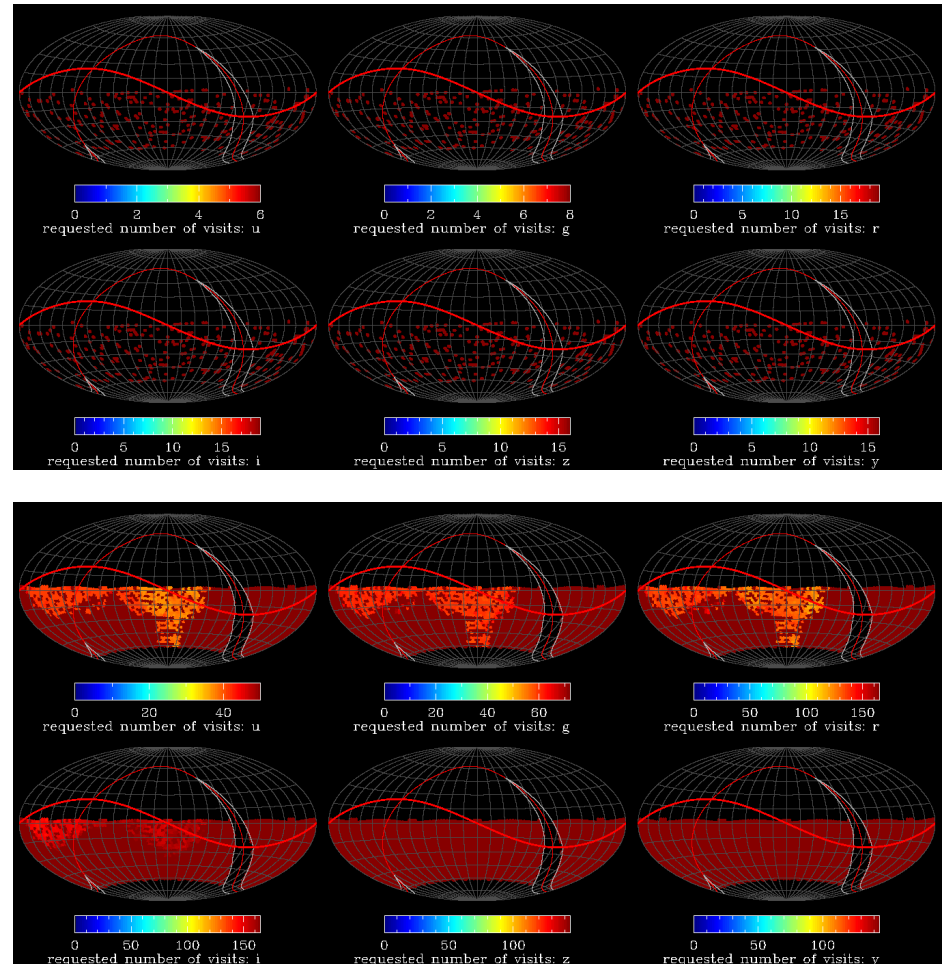 0 2 4 6 0 2 4 6 8 0 5 10 15
requested number of visits: u requested number of visits: g requested number of visits: r
0 5 10 15 0 5 10 15 0 5 10 15
requested number of visits: i requested number of visits: z requested number of visits: y
0 20 40 0 20 40 60 0 50 100 150
requested number of visits: u requested number of visits: g requested number of visits: r
0 50 100 150 0 50 100 0 50 100
requested number of visits: i requested number of visits: z requested number of visits: y